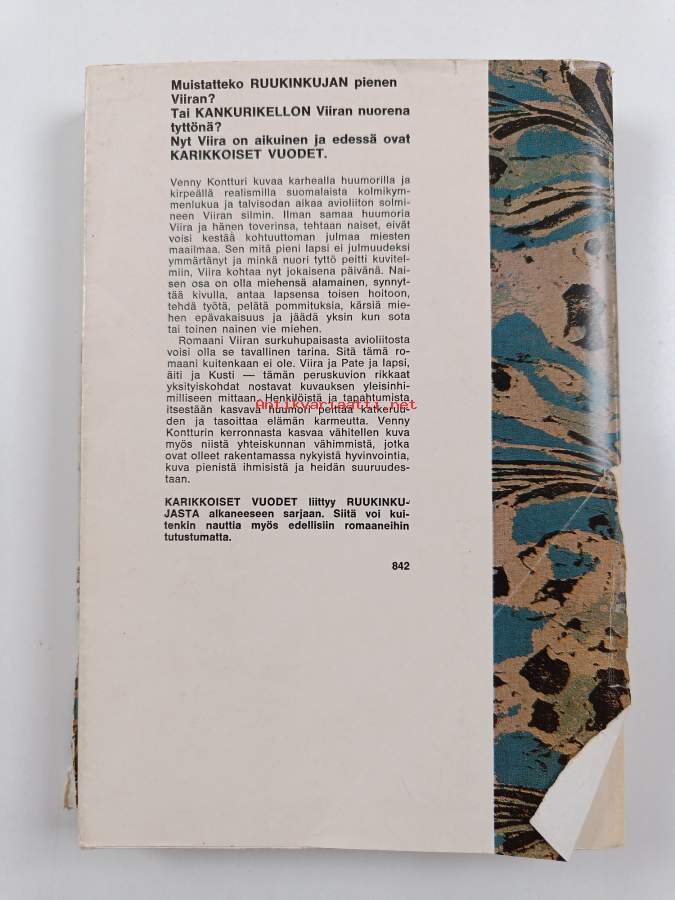 Muistatteko RUUKINKUJAN pienen
Viiran?
Tai KANKURIKELLON Viiran nuorena
tyttönä?
Nyt Viira on aikuinen ja edessä ovat
KARIKKOISET VUODET.
Venny Kontturi kuvaa karhealla huumorilla ja
kirpeällä realismilla suomalaista kolmikym-
menlukua ja talvisodan aikaa avioliiton solmi-
neen Viiran silmin. Ilman samaa huumoria
Viira ja hänen toverinsa, tehtaan naiset, eivät
voisi kestää kohtuuttoman julmaa miesten
maailmaa. Sen mitä pieni lapsi ei julmuudeksi
ymmärtänyt ja minkä nuori tyttö peitti kuvitel-
miin, Viira kohtaa nyt jokaisena päivänä. Nai-
sen osa on olla miehensä alamainen, synnyt-
tää kivulla, antaa lapsensa toisen hoitoon,
tehdä työtä, pelätä pommituksia, kärsiä mie-
hen epävakaisuus ja jäädä yksin kun sota
tai toinen nainen vie miehen.
Romaani Viiran surkuhupaisasta avioliitosta
voisi olla se tavallinen tarina. Sitä tämä ro-
maani kuitenkaan ei ole. Viira ja Pate ja lapsi,
äiti ja Kusti — tämän peruskuvion rikkaat
yksityiskohdat nostavat kuvauksen yleisinhi-
milliseen mittaan. Henkilöistä ja tapahtumista
itsestään kasvava huumori peittää katkeruu-
den ja tasoittaa elämän karmeutta. Venny
Kontturin kerronnasta kasvaa vähitellen kuva
myös niistä yhteiskunnan vähimmistä, jotka
ovat olleet rakentamassa nykyistä hyvinvointia,
kuva pienistä ihmisistä ja heidän suuruudes-
taan.
KARIKKOISET VUODET liittyy RUUKINKU-
JASTA alkaneeseen sarjaan. Siitä voi kui-
tenkin nauttia myös edellisiin romaaneihin
tutustumatta.
842
Antikvariaatti.net